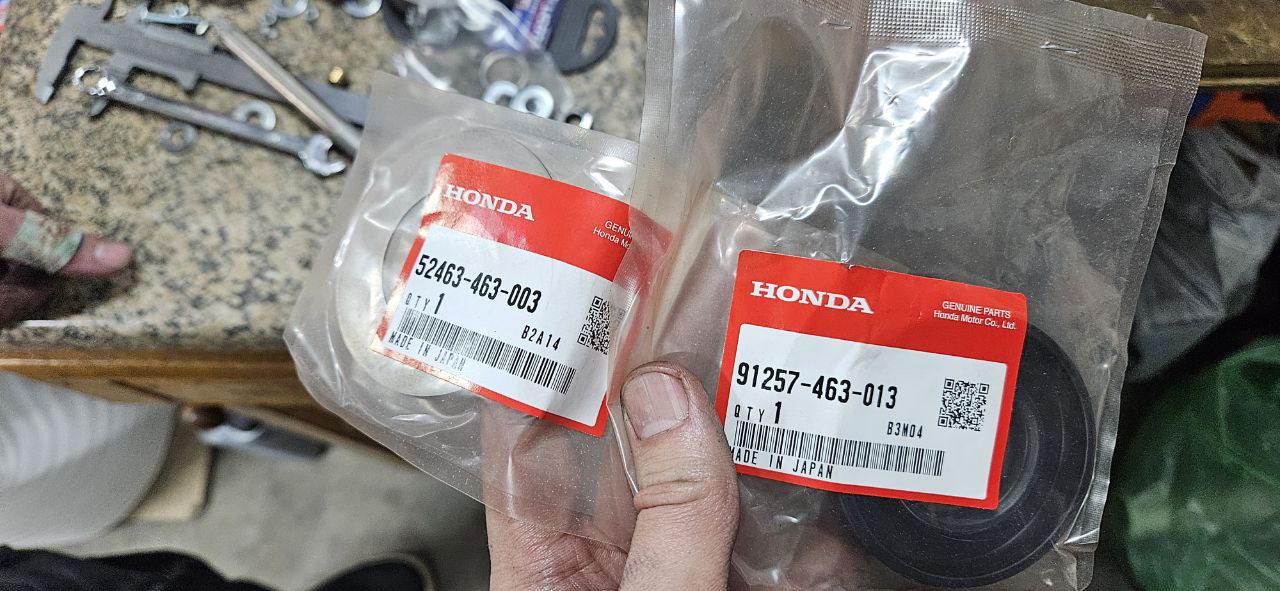 HONDA
GENUI
Honda Mo
52463-463-003
QTY 1
B2A14
MADE IN JAPAN
HONDA
GENUINE PARTS
Honda Motor Co., Ltd.
91257-463-013
QTY 1
B3M04
MADE IN JAPAN